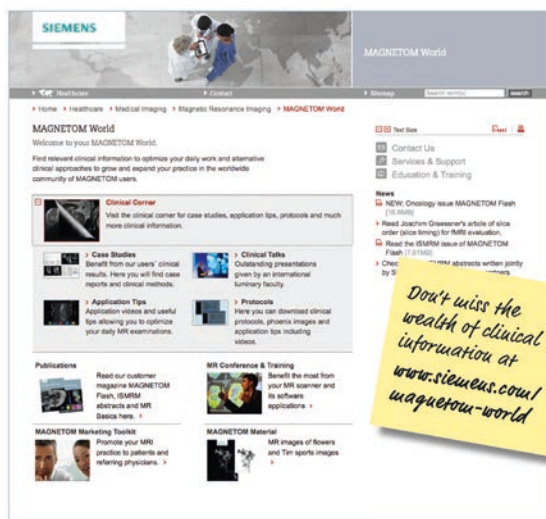 SIEMENS
MAGNETOM World
Healthcare
Contact
Sitemap
Search term(s)
search
Home Healthcare Medical Imaging Magnetic Resonance Imaging MAGNETOM World
MAGNETOM World
Welcome to your MAGNETOM World.
Find relevant clinical information to optimize your daily work and alternative
clinical approaches to grow and expand your practice in the worldwide
community of MAGNETOM users.
Clinical Corner
Visit the clinical corner for case studies, application tips, protocols and much
more clinical information.
Case Studies
Benefit from our users' clinical
results. Here you will find case
reports and clinical methods.
Clinical Talks
Outstanding presentations
given by an international
luminary faculty.
Application Tips
Application videos and useful
tips allowing you to optimize
your daily MR examinations.
Protocols
Here you can download clinical
protocols, phoenix images and
application tips including
videos.
Publications
Read our customer
magazine MAGNETOM
Flash, ISMRM
abstracts and MR
Basics here.
MR Conference & Training
Benefit the most from
your MR scanner and
its software
applications
MAGNETOM Marketing Toolkit
Promote your MRI
practice to patients and
referring physicians.
MAGNETOM Material
MR images of flowers
and Tim sports images
Text Size
Contact Us
Services & Support
Education & Training
News
NEW: Oncology issue MAGNETOM Flash
Read Joachim Graessner's article of slice
order (slice timing) for fMRI evaluation.
Read the ISMRM issue of MAGNETOM
Flash [7.61MB]
abstracts written jointly
Don't miss the
wealth of clinical
information at
www.siemens.com/
magnetom-world